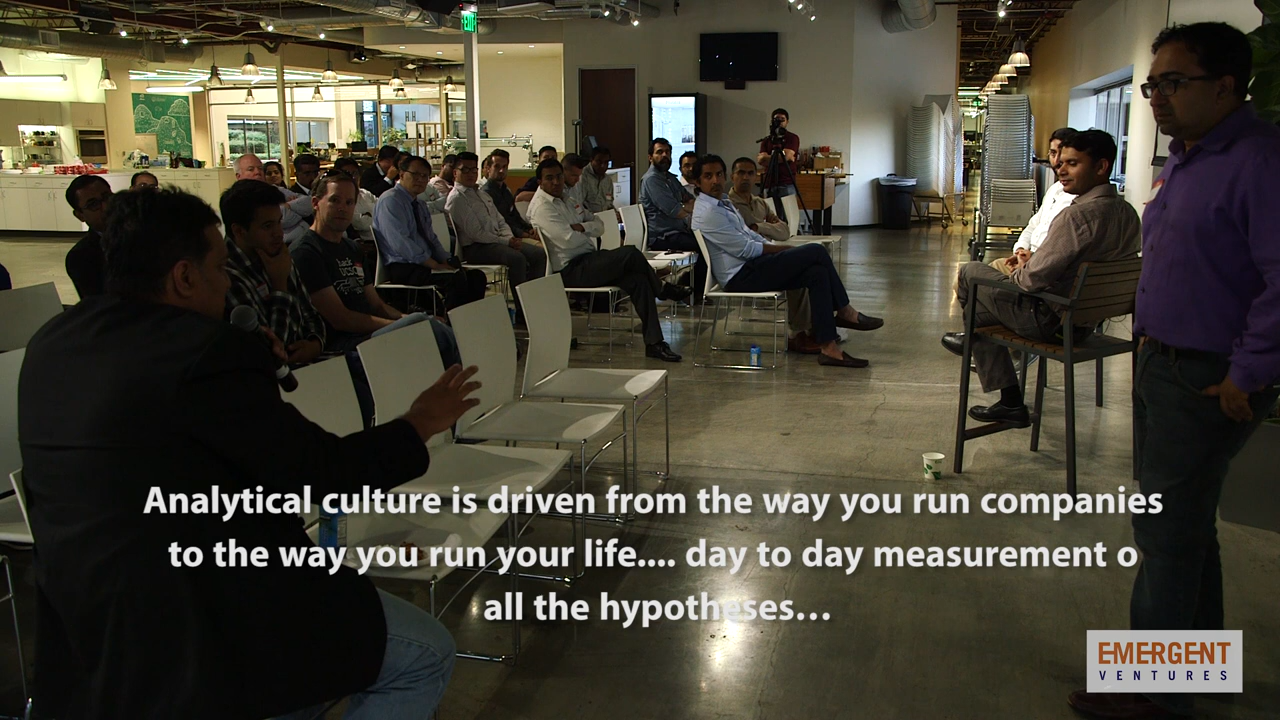 EXIT
Analytical culture is driven from the way you run companies
to the way you run your life.... day to day measurement o
all the hypotheses...
EMERGENT
VENTURES